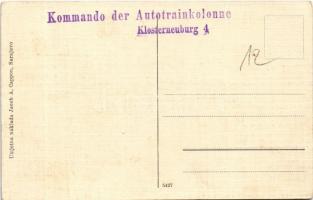 Kommando der Autotrainkolonne
Klosterneuburg 4
12
Umjetna naklada Jacob A. Cappon, Sarajevo
5427